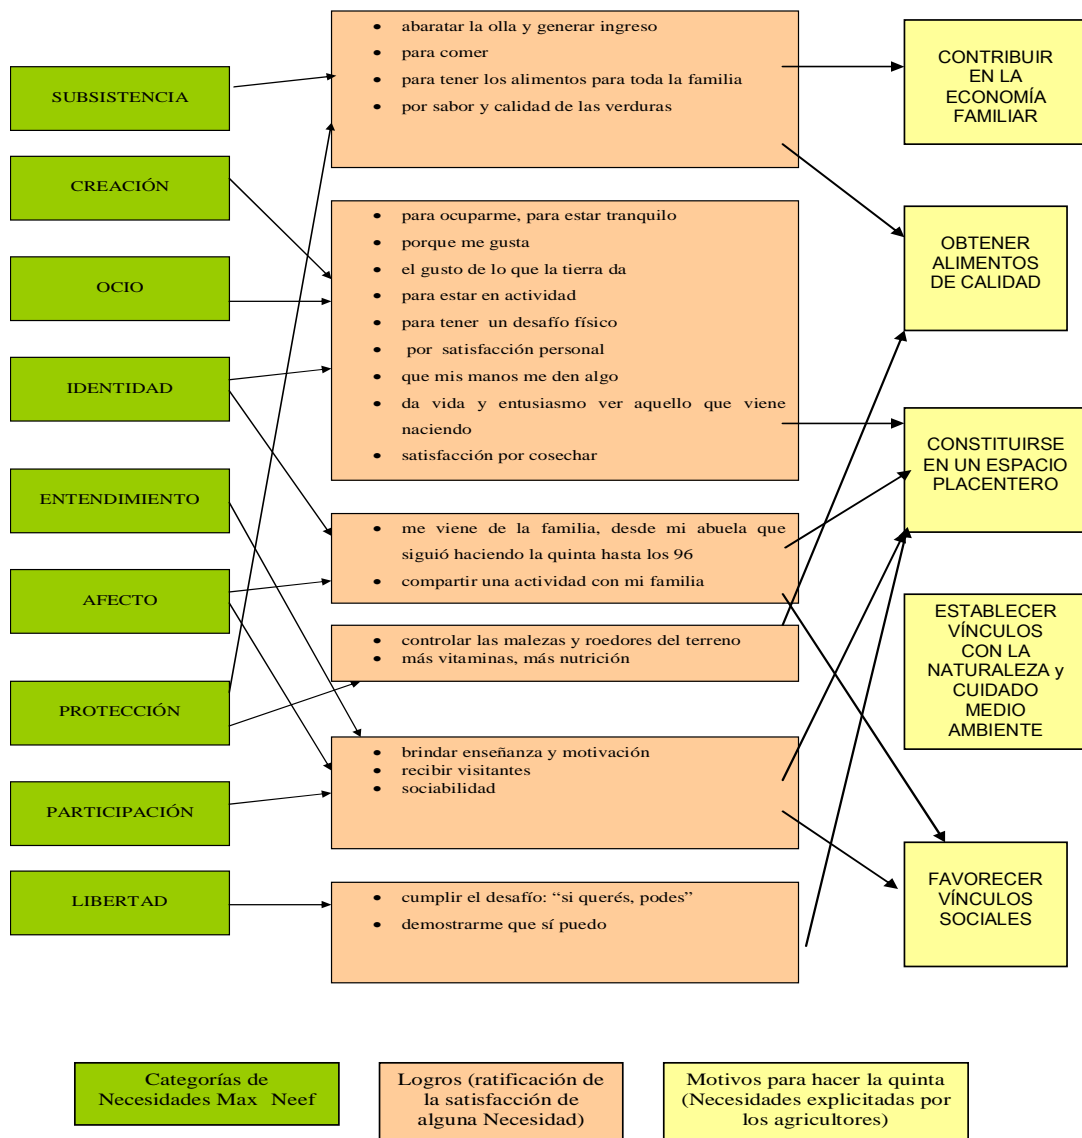 SUBSISTENCIA
CREACIÓN
OCIO
IDENTIDAD
ENTENDIMIENTO
AFECTO
PROTECCIÓN
PARTICIPACIÓN
LIBERTAD
• abaratar la olla y generar ingreso
• para comer
• para tener los alimentos para toda la familia
• por sabor y calidad de las verduras
• para ocuparme, para estar tranquilo
• porque me gusta
• el gusto de lo que la tierra da
• para estar en actividad
• para tener un desafío físico
• por satisfacción personal
• que mis manos me den algo
• da vida y entusiasmo ver aquello que viene
naciendo
• satisfacción por cosechar
• me viene de la familia, desde mi abuela que
siguió haciendo la quinta hasta los 96
• compartir una actividad con mi familia
• controlar las malezas y roedores del terreno
• más vitaminas, más nutrición
• brindar enseñanza y motivación
• recibir visitantes
• sociabilidad
• cumplir el desafío: “si querés, podes”
• demostrarme que sí puedo
CONTRIBUIR
EN LA
ECONOMÍA
FAMILIAR
OBTENER
ALIMENTOS
DE CALIDAD
CONSTITUIRSE
EN UN ESPACIO
PLACENTERO
ESTABLECER
VÍNCULOS
CON LA
NATURALEZA y
CUIDADO
MEDIO
AMBIENTE
FAVORECER
VÍNCULOS
SOCIALES
Categorías de
Necesidades Max Neef
Logros (ratificación de
la satisfacción de
alguna Necesidad)
Motivos para hacer la quinta
(Necesidades explicitadas por
los agricultores)